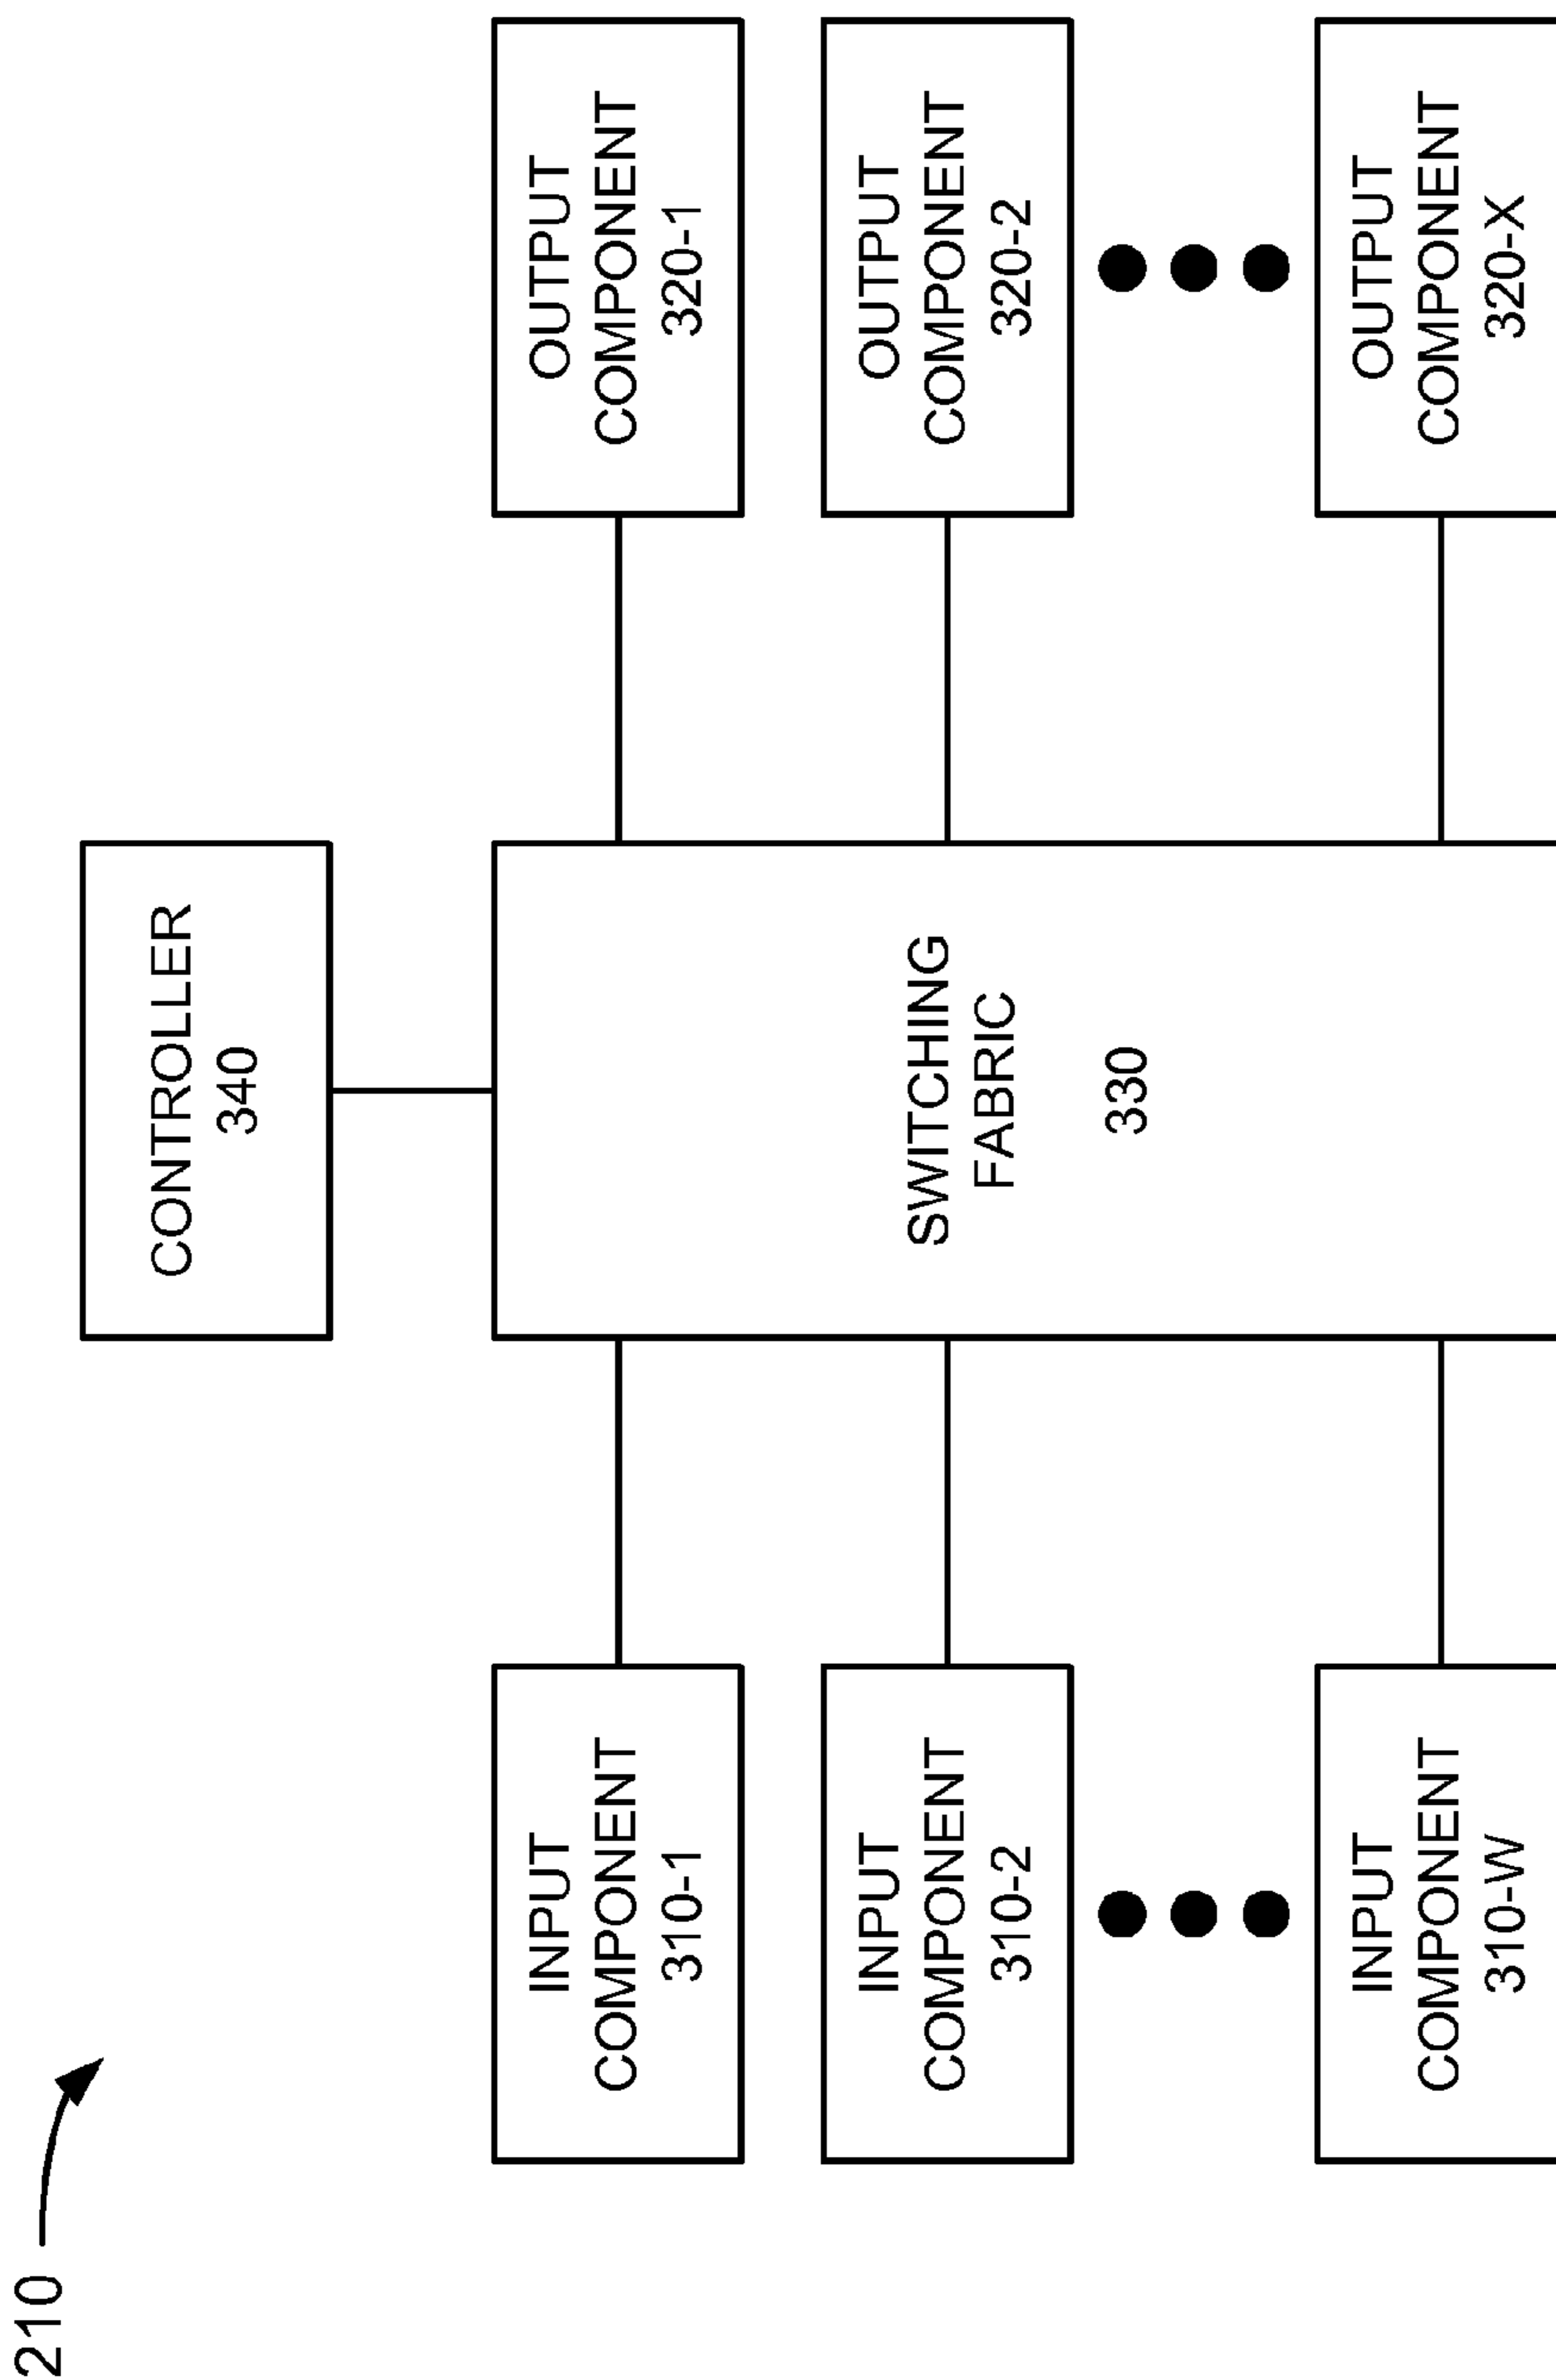 210
CONTROLLER
340
INPUT
COMPONENT
310-1
INPUT
COMPONENT
310-2
INPUT
COMPONENT
310-W
SWITCHING
FABRIC
330
OUTPUT
COMPONENT
320-1
OUTPUT
COMPONENT
320-2
OUTPUT
COMPONENT
320-X